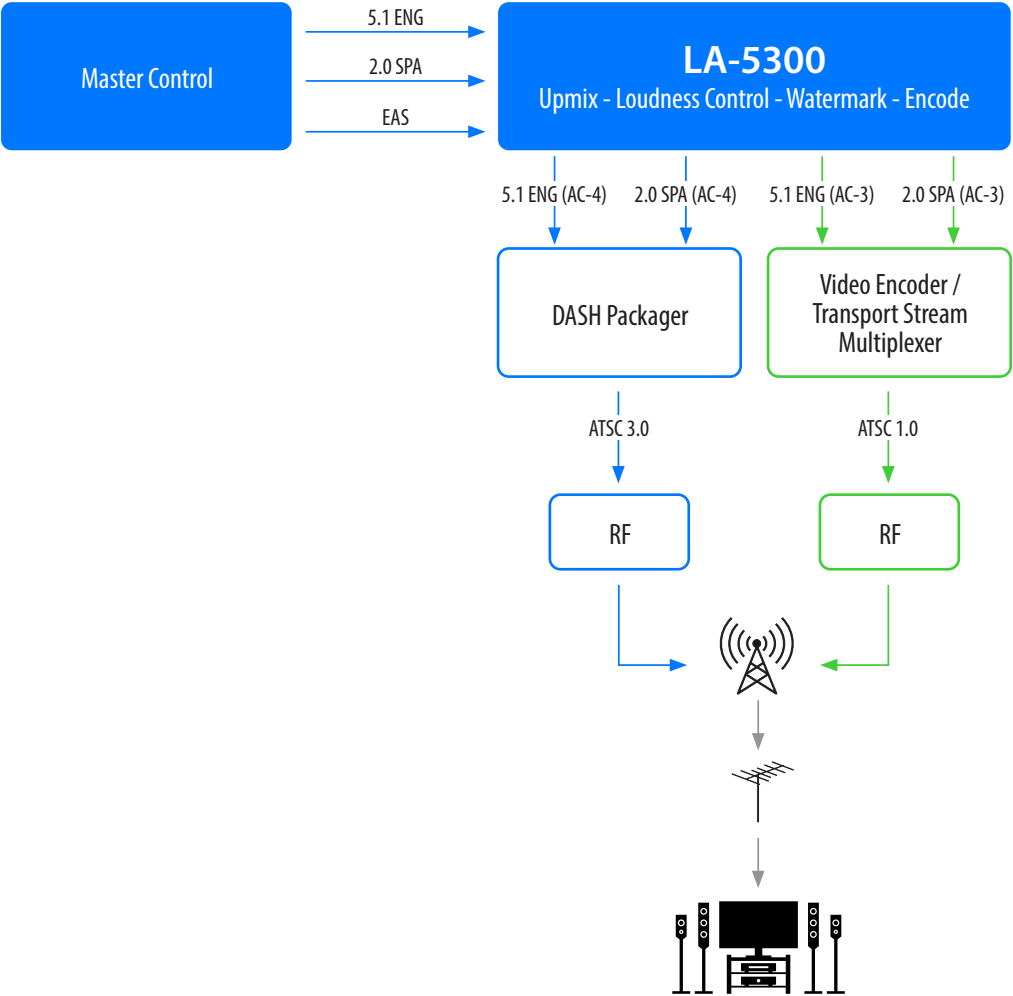 Master Control
5.1 ENG
2.0 SPA
EAS
LA-5300
Upmix - Loudness Control - Watermark - Encode
5.1 ENG (AC-4)
2.0 SPA (AC-4)
5.1 ENG (AC-3)
2.0 SPA (AC-3)
DASH Packager
Video Encoder /
Transport Stream
Multiplexer
ATSC 3.0
ATSC 1.0
RF
RF